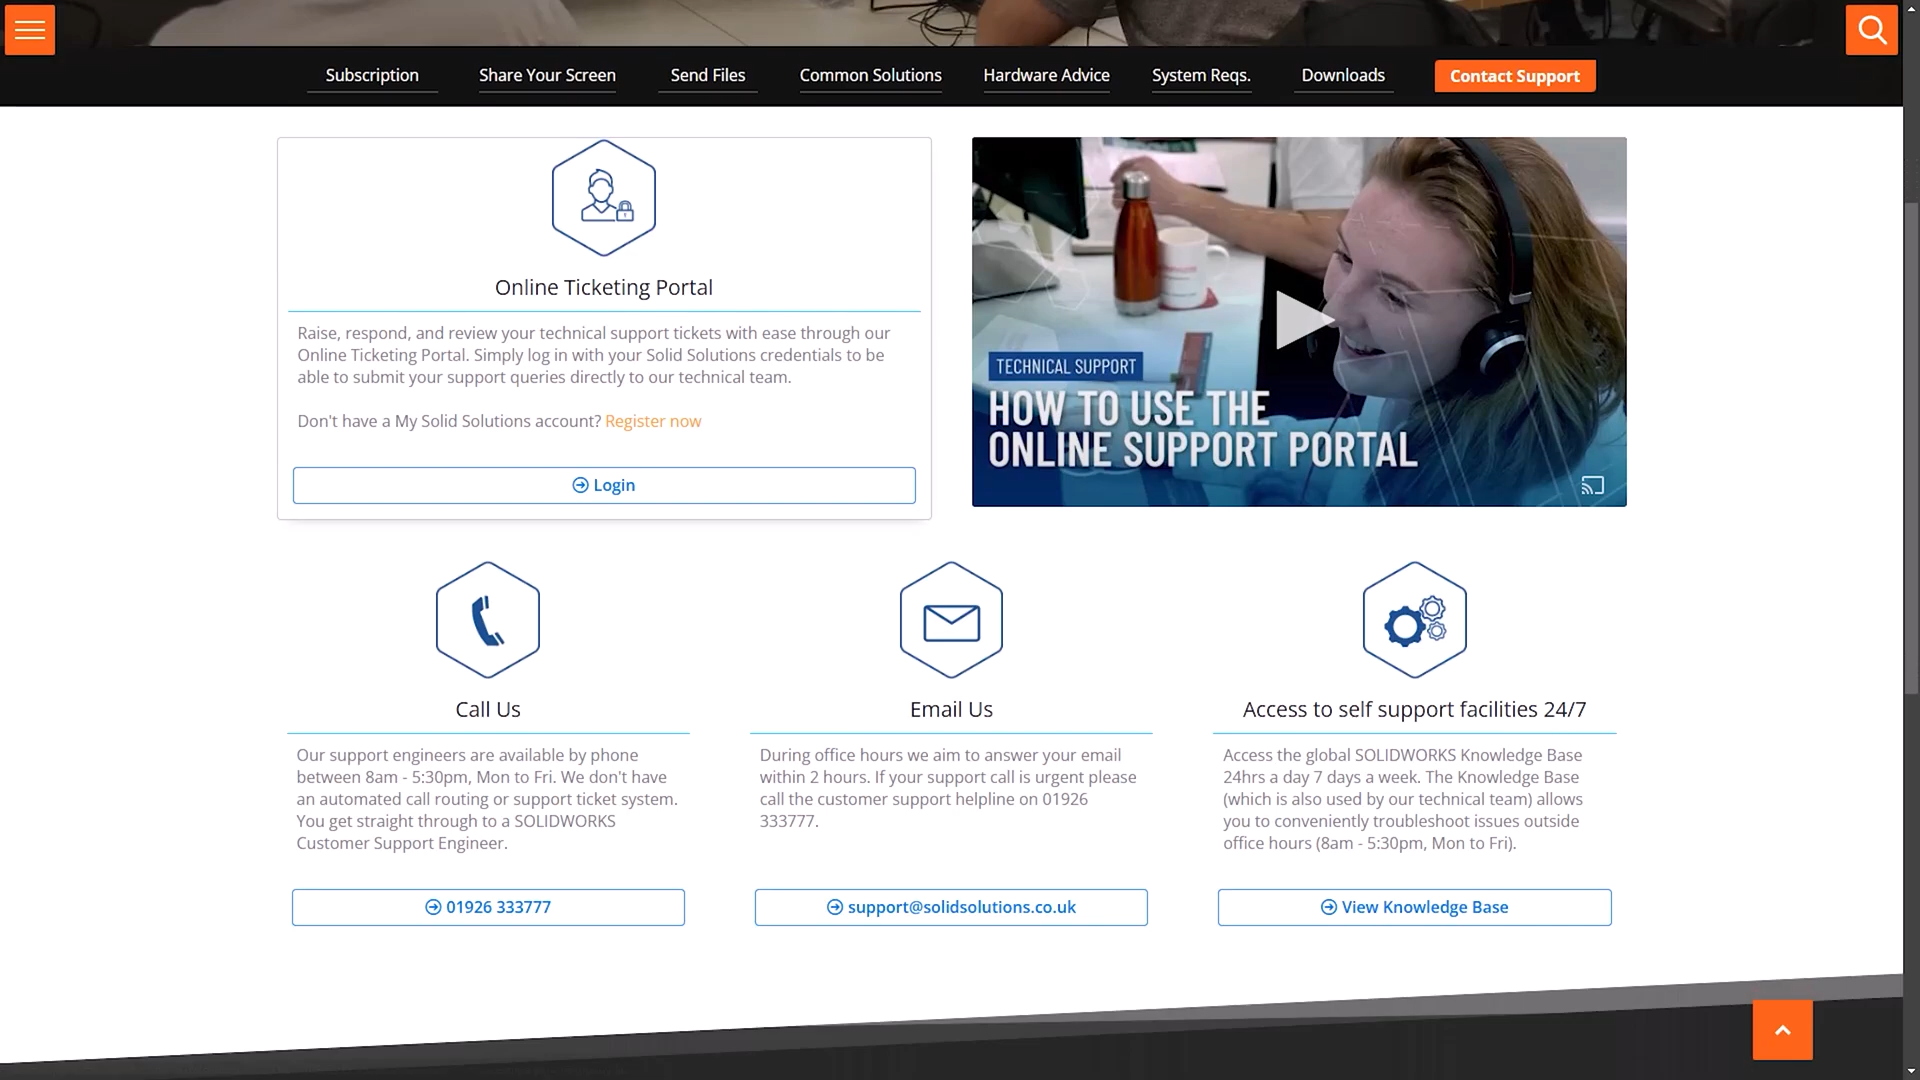 Subscription
Share Your Screen
Send Files
Common Solutions
Hardware Advice
System Reqs.
Downloads
Contact Support
Online Ticketing Portal
Raise, respond, and review your technical support tickets with ease through our
Online Ticketing Portal. Simply log in with your Solid Solutions credentials to be
able to submit your support queries directly to our technical team.
Don't have a My Solid Solutions account? Register now
Login
TECHNICAL SUPPORT
HOW TO USE THE
ONLINE SUPPORT PORTAL
Call Us
Our support engineers are available by phone
between 8am - 5:30pm, Mon to Fri. We don't have
an automated call routing or support ticket system.
You get straight through to a SOLIDWORKS
Customer Support Engineer.
01926 333777
Email Us
During office hours we aim to answer your email
within 2 hours. If your support call is urgent please
call the customer support helpline on 01926
333777.
support@solidsolutions.co.uk
Access to self support facilities 24/7
Access the global SOLIDWORKS Knowledge Base
24hrs a day 7 days a week. The Knowledge Base
(which is also used by our technical team) allows
you to conveniently troubleshoot issues outside
office hours (8am - 5:30pm, Mon to Fri).
View Knowledge Base